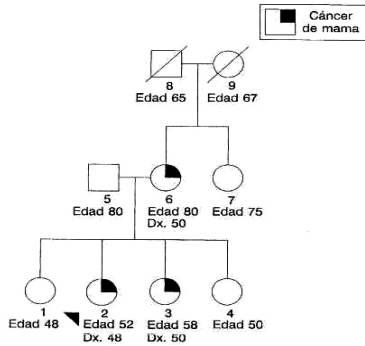 Cáncer
de mama
8
Edad 65
9
Edad 67
5
Edad 80
6
Edad 80
Dx. 50
7
Edad 75
1
Edad 48
2
Edad 52
Dx. 48
3
Edad 58
Dx. 50
4
Edad 50